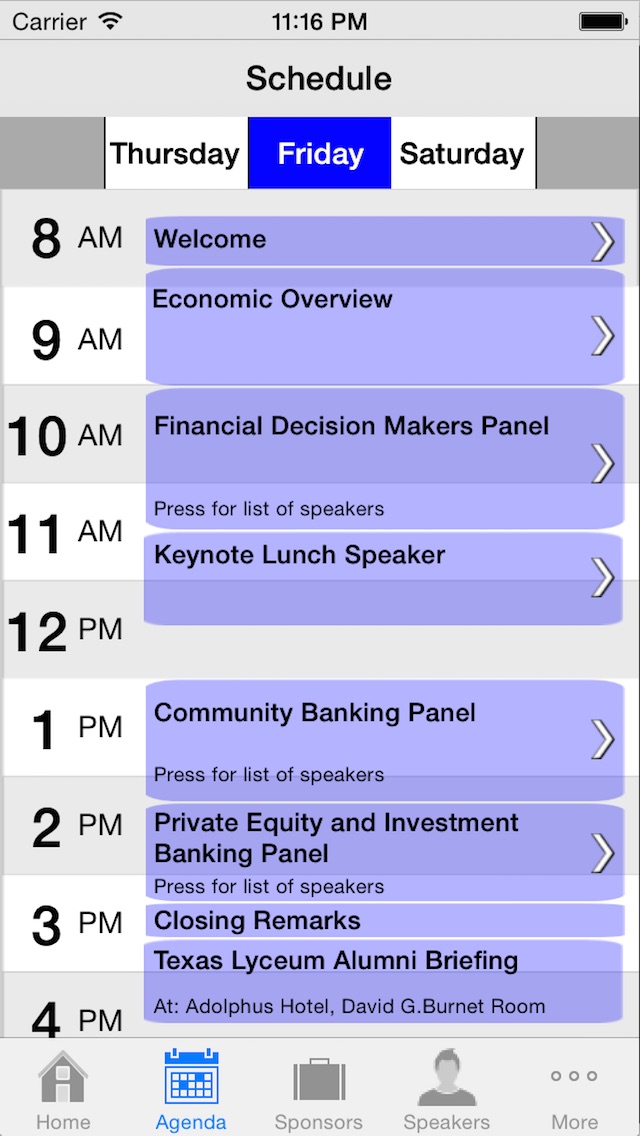 Carrier 11:16 PM
Schedule
Thursday Friday Saturday
8 AM
Welcome
Economic Overview
9 AM
10 AM
Financial Decision Makers Panel
Press for list of speakers
11 AM
Keynote Lunch Speaker
12 PM
1 PM
Community Banking Panel
Press for list of speakers
2 PM
Private Equity and Investment
Banking Panel
Press for list of speakers
3 PM
Closing Remarks
Texas Lyceum Alumni Briefing
At: Adolphus Hotel, David G.Burnet Room
4 PM
Home Agenda Sponsors Speakers More